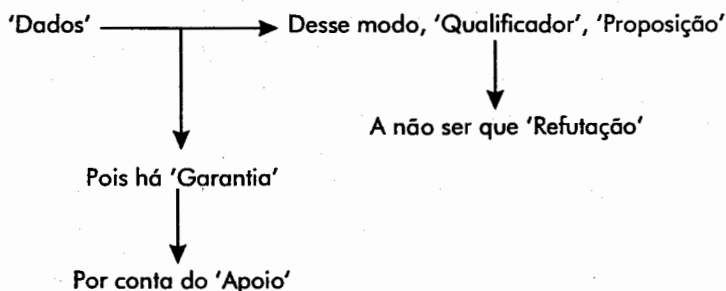 'Dados' Desse modo, 'Qualificador', 'Proposição'
A não ser que 'Refutação'
Pois há 'Garantia'
Por conta do 'Apoio'